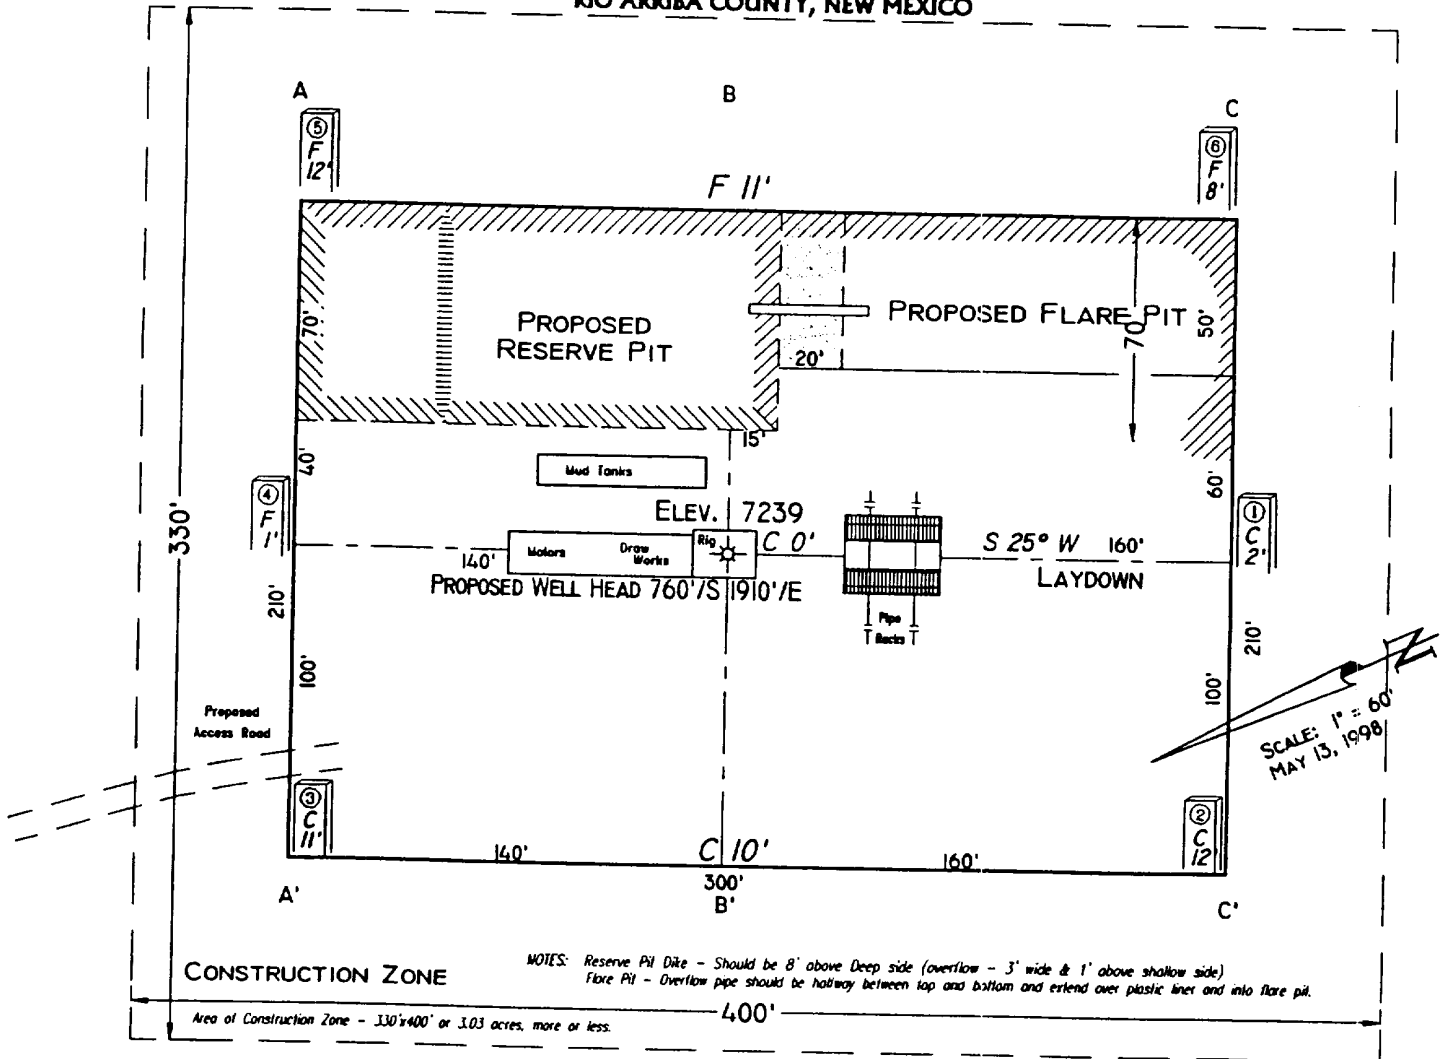 RIO ARRIBA COUNTY, NEW MEXICO
A
B
C
5
F
12'
6
F
8'
F 11'
70'
PROPOSED
RESERVE PIT
PROPOSED FLARE PIT
50'
70'
20'
15'
40'
Mud Tanks
60'
4
F
1'
ELEV. 7239
1
C
2'
330'
Motors
Draw
Works
Rig
C 0'
S 25° W 160'
140'
LAYDOWN
PROPOSED WELL HEAD 760'/S 1910'/E
Pipe
Racks
210'
210'
100'
100'
N
Proposed
Access Road
SCALE: 1" = 60'
MAY 13, 1998
3
C
11'
2
C
12'
140'
C 10'
160'
300'
A'
B'
C'
CONSTRUCTION ZONE
NOTES: Reserve Pit Dike - Should be 8' above Deep side (overflow - 3' wide & 1' above shallow side)
Flare Pit - Overflow pipe should be halfway between top and bottom and extend over plastic liner and into flare pit.
400'
Area of Construction Zone - 330'x400' or 3.03 acres, more or less.